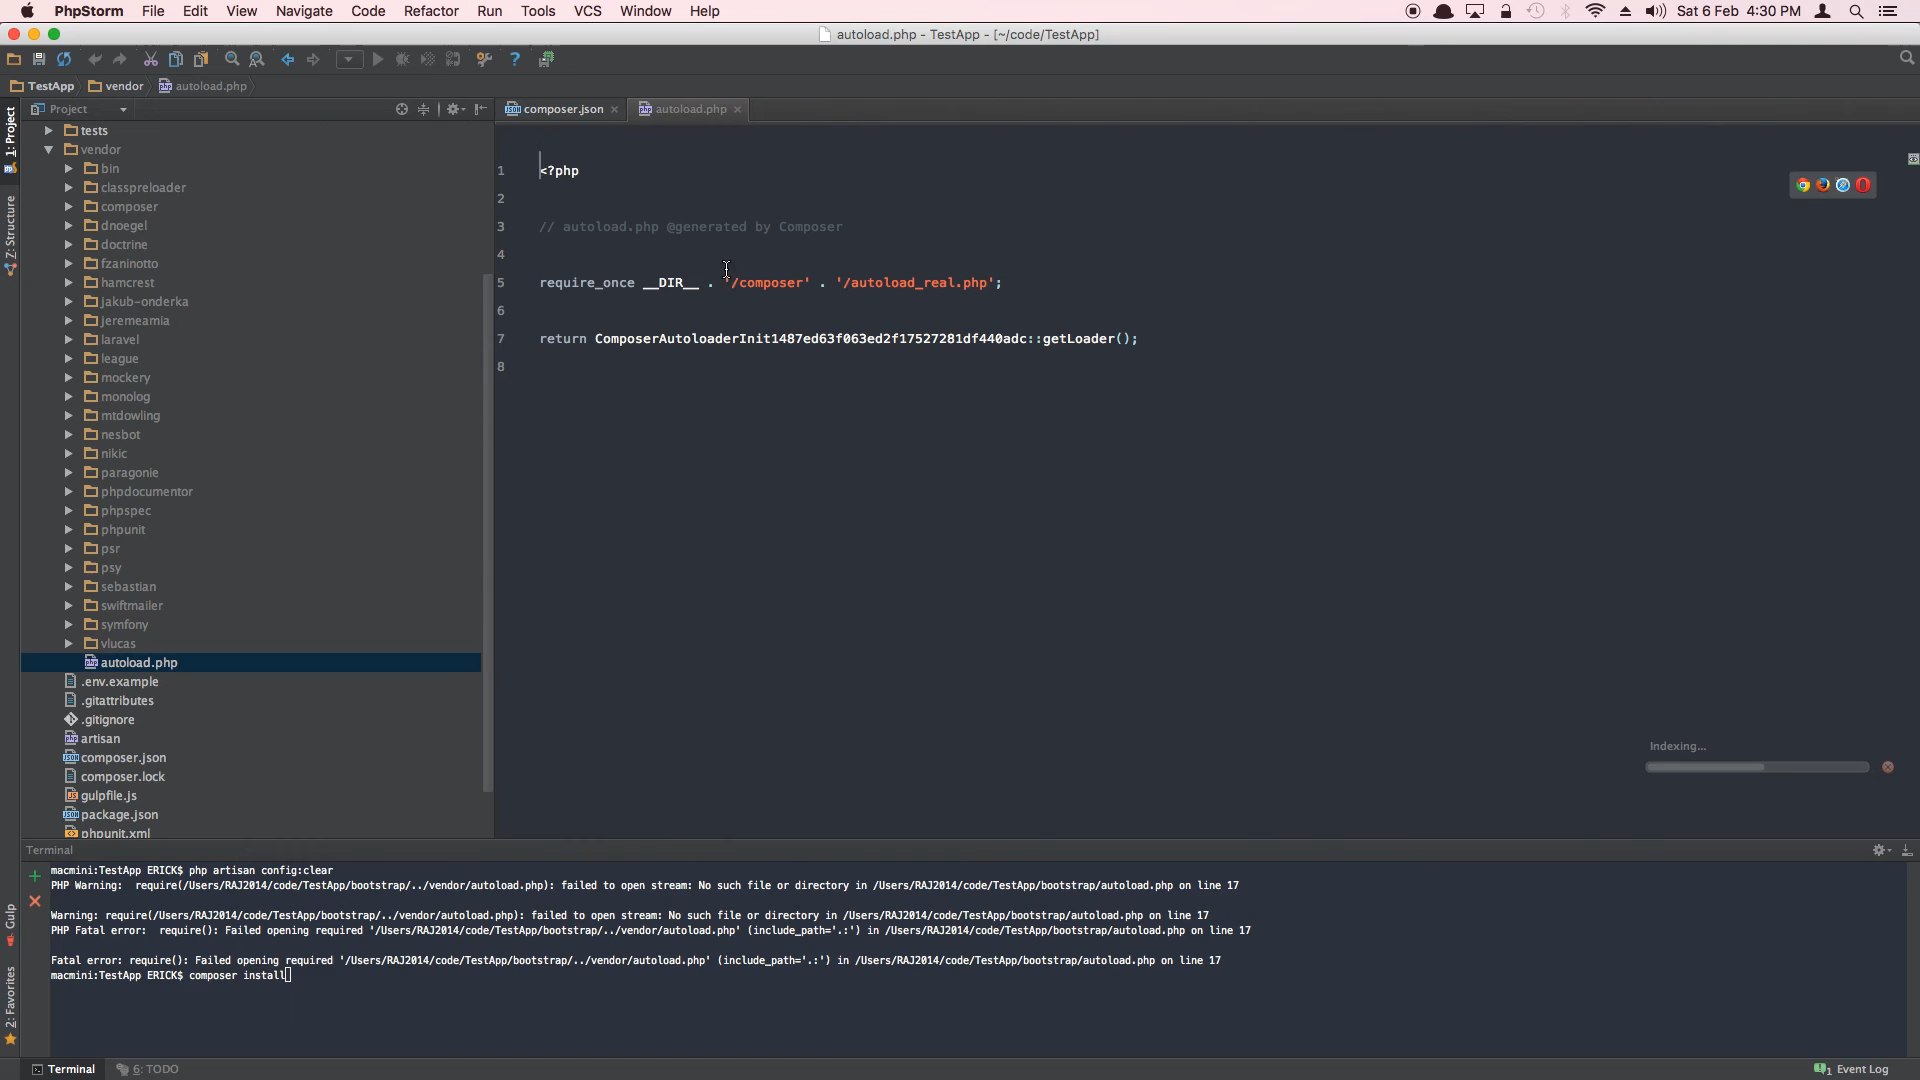 PhpStorm File Edit View Navigate Code Refactor Run Tools VCS Window Help Sat 6 Feb 4:30 PM
autoload.php - TestApp - [~/code/TestApp]
TestApp vendor autoload.php
Project composer.json autoload.php
1: Project
Z: Structure
tests
vendor
bin
classpreloader
composer
dnoegel
doctrine
fzaninotto
hamcrest
jakub-onderka
jeremeamia
laravel
league
mockery
monolog
mtdowling
nesbot
nikic
paragonie
phpdocumentor
phpspec
phpunit
psr
psy
sebastian
swiftmailer
symfony
vlucas
autoload.php
.env.example
.gitattributes
.gitignore
artisan
composer.json
composer.lock
gulpfile.js
package.json
phpunit.xml
1 <?php
2
3 // autoload.php @generated by Composer
4
5 require_once __DIR__ . '/composer' . '/autoload_real.php';
6
7 return ComposerAutoloaderInit1487ed63f063ed2f17527281df440adc::getLoader();
8
Indexing...
Terminal
Gulp
2: Favorites
macmini:TestApp ERICK$ php artisan config:clear
PHP Warning:  require(/Users/RAJ2014/code/TestApp/bootstrap/../vendor/autoload.php): failed to open stream: No such file or directory in /Users/RAJ2014/code/TestApp/bootstrap/autoload.php on line 17
Warning: require(/Users/RAJ2014/code/TestApp/bootstrap/../vendor/autoload.php): failed to open stream: No such file or directory in /Users/RAJ2014/code/TestApp/bootstrap/autoload.php on line 17
PHP Fatal error:  require(): Failed opening required '/Users/RAJ2014/code/TestApp/bootstrap/../vendor/autoload.php' (include_path='.:') in /Users/RAJ2014/code/TestApp/bootstrap/autoload.php on line 17
Fatal error: require(): Failed opening required '/Users/RAJ2014/code/TestApp/bootstrap/../vendor/autoload.php' (include_path='.:') in /Users/RAJ2014/code/TestApp/bootstrap/autoload.php on line 17
macmini:TestApp ERICK$ composer install
Terminal 6: TODO 1 Event Log